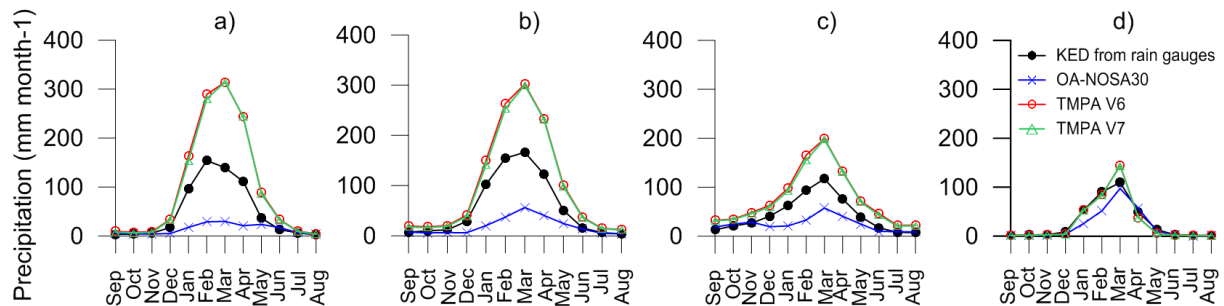 a)
b)
c)
d)
Precipitation (mm month-1)
400
300
200
100
0
Sep
Oct
Nov
Dec
Jan
Feb
Mar
Apr
May
Jun
Jul
Aug
400
300
200
100
0
Sep
Oct
Nov
Dec
Jan
Feb
Mar
Apr
May
Jun
Jul
Aug
400
300
200
100
0
Sep
Oct
Nov
Dec
Jan
Feb
Mar
Apr
May
Jun
Jul
Aug
400
300
200
100
0
Sep
Oct
Nov
Dec
Jan
Feb
Mar
Apr
May
Jun
Jul
Aug
KED from rain gauges
OA-NOSA30
TMPA V6
TMPA V7